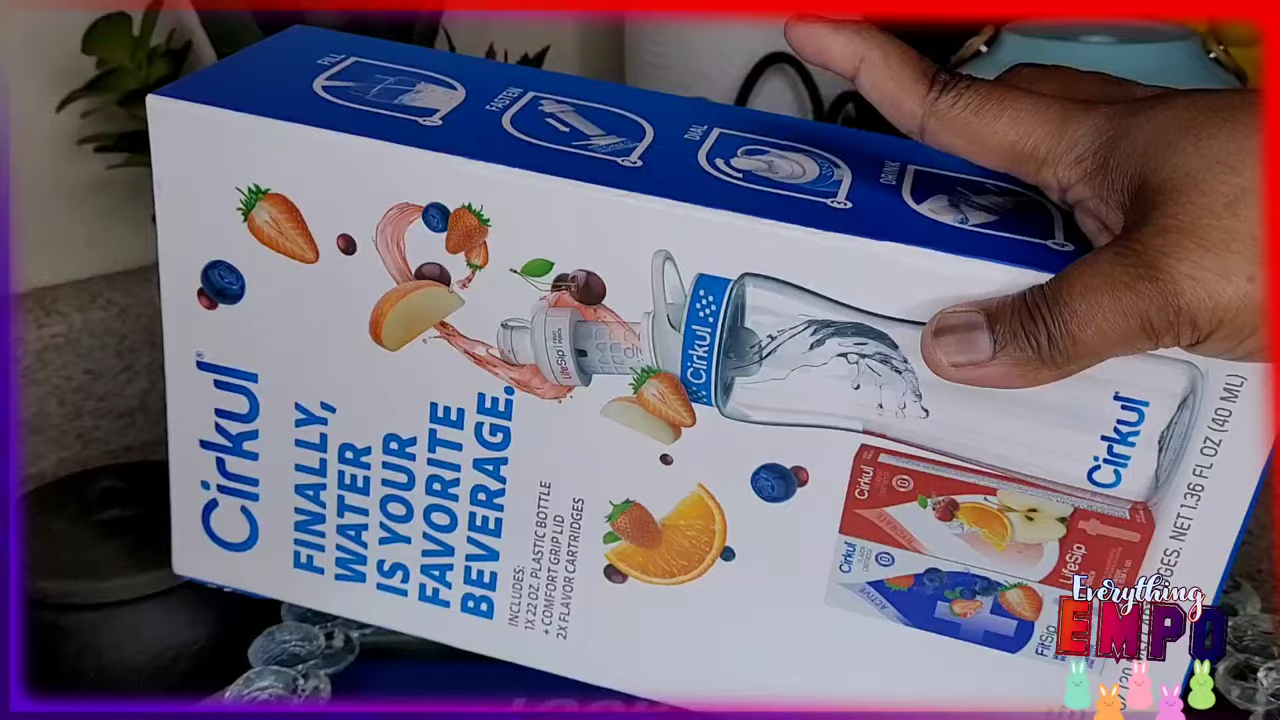 FILL
FASTEN
DIAL
DRINK
Cirkul®
FINALLY,
WATER
IS YOUR
FAVORITE
BEVERAGE.
INCLUDES:
1X 22 OZ. PLASTIC BOTTLE
+ COMFORT GRIP LID
2X FLAVOR CARTRIDGES
LifeSip
Cirkul
Cirkul
Cirkul
HYDRATE
LifeSip
Cirkul
ACTIVE
FitSip
NET 1.36 FL OZ (40 ML)
Everything
EMPO